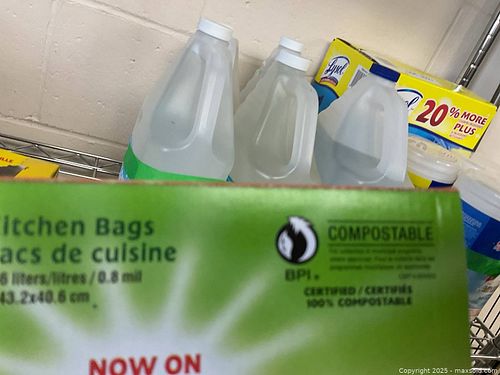 Lysol
20% MORE
PLUS
itchen Bags
acs de cuisine
6 liters/litres / 0.8 mil
43.2x40.6 cm
BPI
COMPOSTABLE
CERTIFIED / CERTIFIÉS
100% COMPOSTABLE
NOW ON
Copyright 2025 - maxsold.com